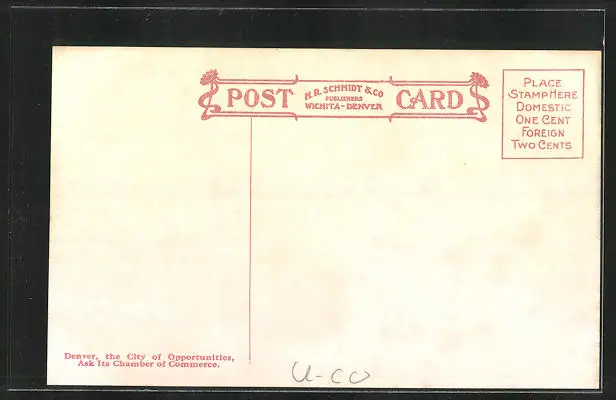 POST H.R. SCHMIDT & CO CARD
PUBLISHERS
WICHITA-DENVER
PLACE
STAMP HERE
DOMESTIC
ONE CENT
FOREIGN
TWO CENTS
Denver, the City of Opportunities,
Ask Its Chamber of Commerce.
U-CO